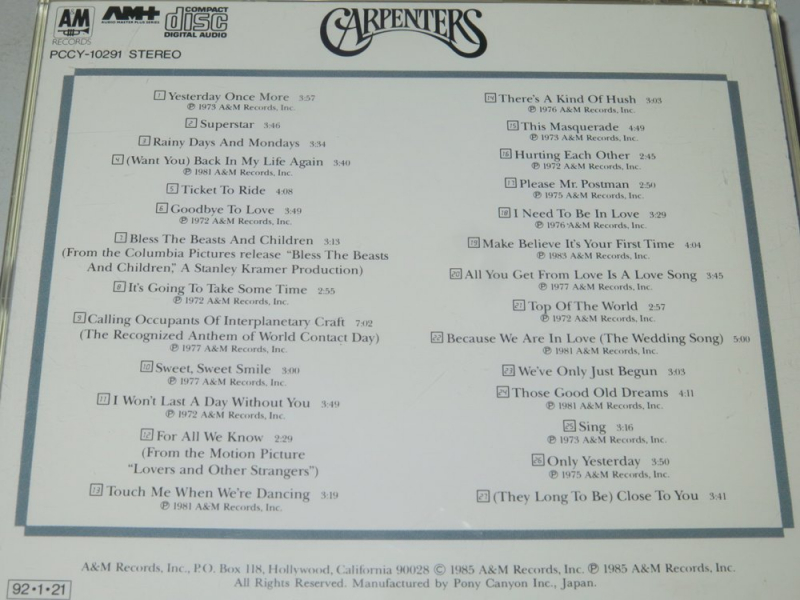 A&M RECORDS
AM+
AUDIO MASTER PLUS SERIES
COMPACT disc DIGITAL AUDIO
CARPENTERS
PCCY-10291 STEREO
1 Yesterday Once More 3:57
℗ 1973 A&M Records, Inc.
2 Superstar 3:46
3 Rainy Days And Mondays 3:34
4 (Want You) Back In My Life Again 3:40
℗ 1981 A&M Records, Inc.
5 Ticket To Ride 4:08
6 Goodbye To Love 3:49
℗ 1972 A&M Records, Inc.
7 Bless The Beasts And Children 3:13
(From the Columbia Pictures release "Bless The Beasts
And Children," A Stanley Kramer Production)
8 It's Going To Take Some Time 2:55
℗ 1972 A&M Records, Inc.
9 Calling Occupants Of Interplanetary Craft 7:02
(The Recognized Anthem of World Contact Day)
℗ 1977 A&M Records, Inc.
10 Sweet, Sweet Smile 3:00
℗ 1977 A&M Records, Inc.
11 I Won't Last A Day Without You 3:49
℗ 1972 A&M Records, Inc.
12 For All We Know 2:29
(From the Motion Picture
"Lovers and Other Strangers")
13 Touch Me When We're Dancing 3:19
℗ 1981 A&M Records, Inc.
14 There's A Kind Of Hush 3:03
℗ 1976 A&M Records, Inc.
15 This Masquerade 4:49
℗ 1973 A&M Records, Inc.
16 Hurting Each Other 2:45
℗ 1972 A&M Records, Inc.
17 Please Mr. Postman 2:50
℗ 1975 A&M Records, Inc.
18 I Need To Be In Love 3:29
℗ 1976 A&M Records, Inc.
19 Make Believe It's Your First Time 4:04
℗ 1983 A&M Records, Inc.
20 All You Get From Love Is A Love Song 3:45
℗ 1977 A&M Records, Inc.
21 Top Of The World 2:57
℗ 1972 A&M Records, Inc.
22 Because We Are In Love (The Wedding Song) 5:00
℗ 1981 A&M Records, Inc.
23 We've Only Just Begun 3:03
24 Those Good Old Dreams 4:11
℗ 1981 A&M Records, Inc.
25 Sing 3:16
℗ 1973 A&M Records, Inc.
26 Only Yesterday 3:50
℗ 1975 A&M Records, Inc.
27 (They Long To Be) Close To You 3:41
A&M Records, Inc., P.O. Box 118, Hollywood, California 90028 © 1985 A&M Records, Inc. ℗ 1985 A&M Records, Inc.
All Rights Reserved. Manufactured by Pony Canyon Inc., Japan.
92・1・21